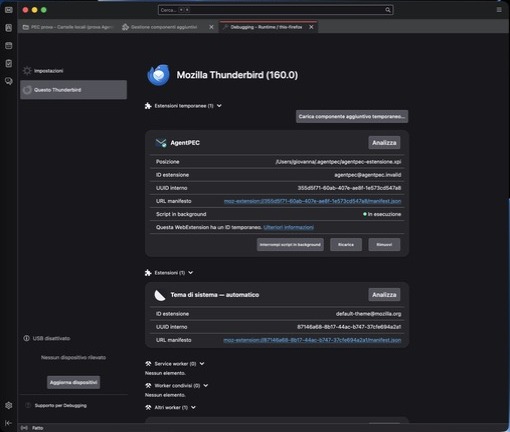 Cerca...
PEC prova - Cartelle locali (prova Agen
Gestione componenti aggiuntivi
Debugging - Runtime / this-firefox
Impostazioni
Questo Thunderbird
Mozilla Thunderbird (160.0)
Estensioni temporanee (1)
Carica componente aggiuntivo temporaneo...
AgentPEC
Analizza
Posizione
/Users/giovanna/.agentpec/agentpec-estensione.xpi
ID estensione
agentpec@agentpec.invalid
UUID interno
355d5f71-60ab-407e-ae8f-1e573cd547a8
URL manifesto
moz-extension://355d5f71-60ab-407e-ae8f-1e573cd547a8/manifest.json
Script in background
In esecuzione
Questa WebExtension ha un ID temporaneo. Ulteriori informazioni
Interrompi script in background
Ricarica
Rimuovi
Estensioni (1)
Tema di sistema — automatico
Analizza
ID estensione
default-theme@mozilla.org
UUID interno
87146a68-8b17-44ac-b747-37cfe694a2a1
URL manifesto
moz-extension://87146a68-8b17-44ac-b747-37cfe694a2a1/manifest.json
USB disattivato
Nessun dispositivo rilevato
Aggiorna dispositivi
Supporto per Debugging
Service worker (0)
Nessun elemento.
Worker condivisi (0)
Nessun elemento.
Altri worker (1)
Fatto